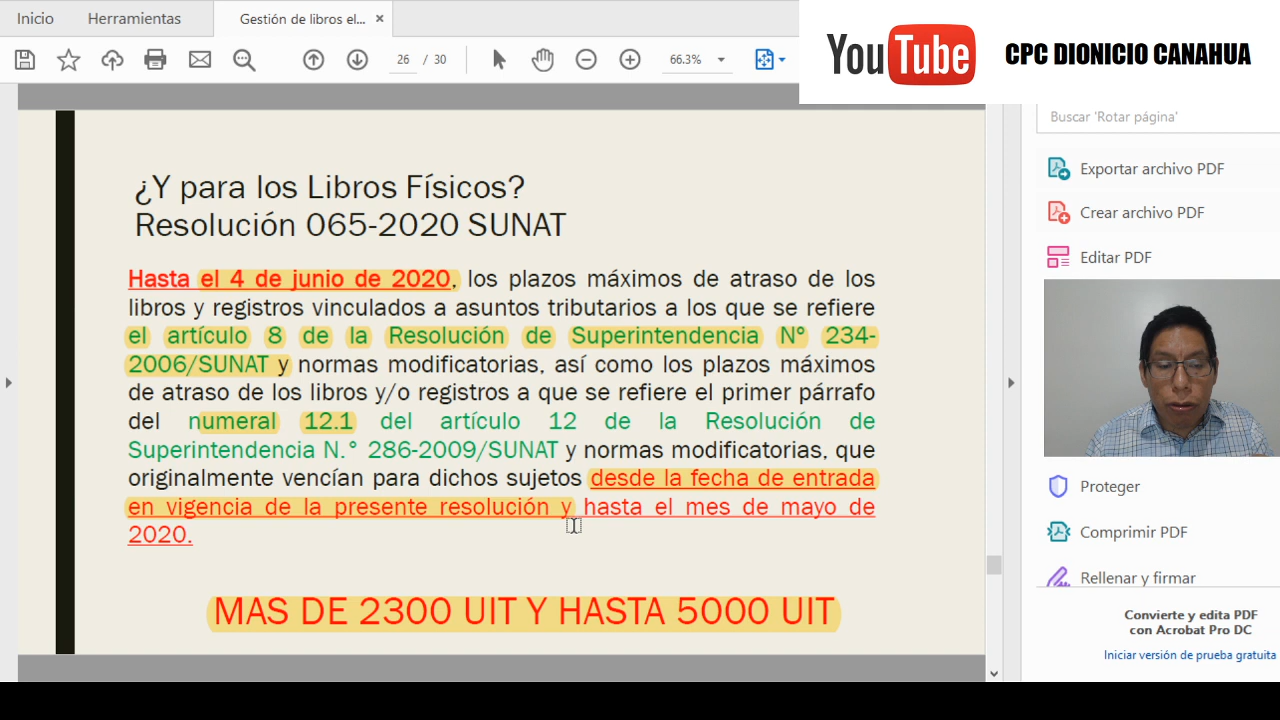 Inicio Herramientas Gestión de libros el... ×
26 / 30 66.3%
You Tube CPC DIONICIO CANAHUA
Buscar 'Rotar página'
Exportar archivo PDF
Crear archivo PDF
Editar PDF
Proteger
Comprimir PDF
Rellenar y firmar
Convierte y edita PDF
con Acrobat Pro DC
Iniciar versión de prueba gratuita
¿Y para los Libros Físicos?
Resolución 065-2020 SUNAT
Hasta el 4 de junio de 2020, los plazos máximos de atraso de los
libros y registros vinculados a asuntos tributarios a los que se refiere
el artículo 8 de la Resolución de Superintendencia N° 234-
2006/SUNAT y normas modificatorias, así como los plazos máximos
de atraso de los libros y/o registros a que se refiere el primer párrafo
del numeral 12.1 del artículo 12 de la Resolución de
Superintendencia N.° 286-2009/SUNAT y normas modificatorias, que
originalmente vencían para dichos sujetos desde la fecha de entrada
en vigencia de la presente resolución y hasta el mes de mayo de
2020.
MAS DE 2300 UIT Y HASTA 5000 UIT